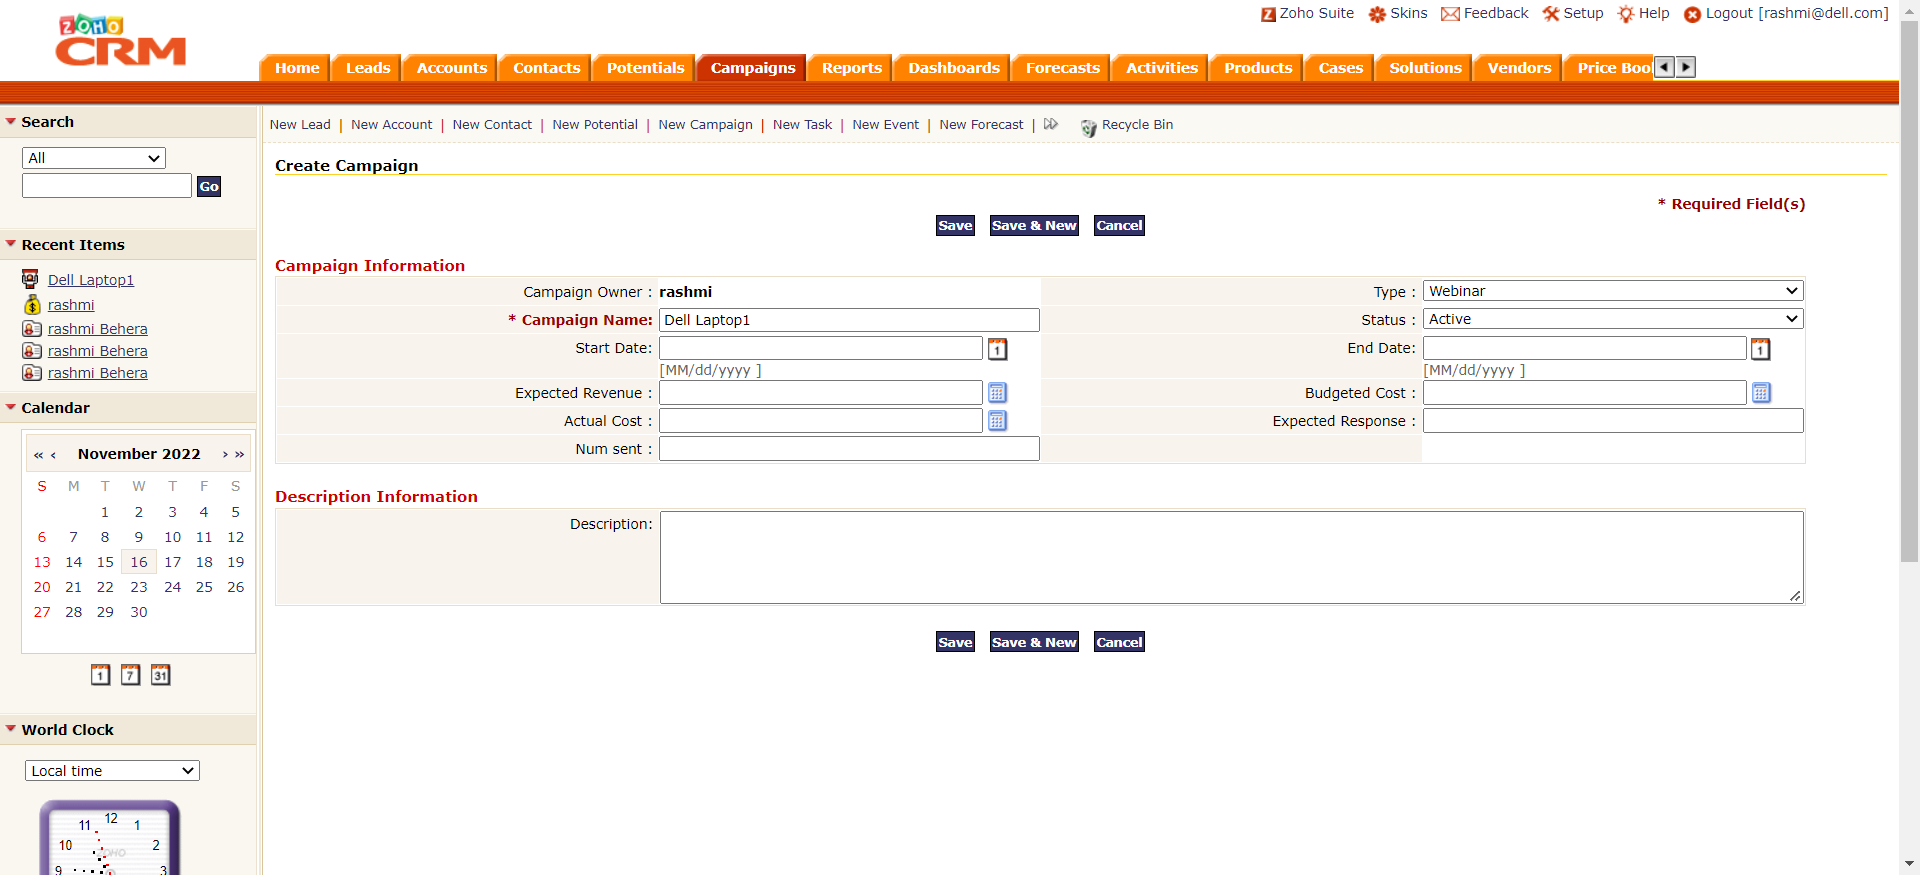 Zoho Suite Skins Feedback Setup Help Logout [rashmi@dell.com]
ZOHO
CRM
Home Leads Accounts Contacts Potentials Campaigns Reports Dashboards Forecasts Activities Products Cases Solutions Vendors Price Boo
Search
New Lead | New Account | New Contact | New Potential | New Campaign | New Task | New Event | New Forecast | Recycle Bin
All
Go
Create Campaign
* Required Field(s)
Save Save & New Cancel
Recent Items
Dell Laptop1
rashmi
rashmi Behera
rashmi Behera
rashmi Behera
Campaign Information
Campaign Owner : rashmi Type : Webinar
* Campaign Name: Dell Laptop1 Status : Active
Start Date: 1 End Date: 1
[MM/dd/yyyy ] [MM/dd/yyyy ]
Expected Revenue : Budgeted Cost :
Actual Cost : Expected Response :
Num sent :
Calendar
« ‹ November 2022 › »
S M T W T F S
1 2 3 4 5
6 7 8 9 10 11 12
13 14 15 16 17 18 19
20 21 22 23 24 25 26
27 28 29 30
1 7 31
Description Information
Description:
Save Save & New Cancel
World Clock
Local time
11 12 1
10 2
ZOHO
9 3